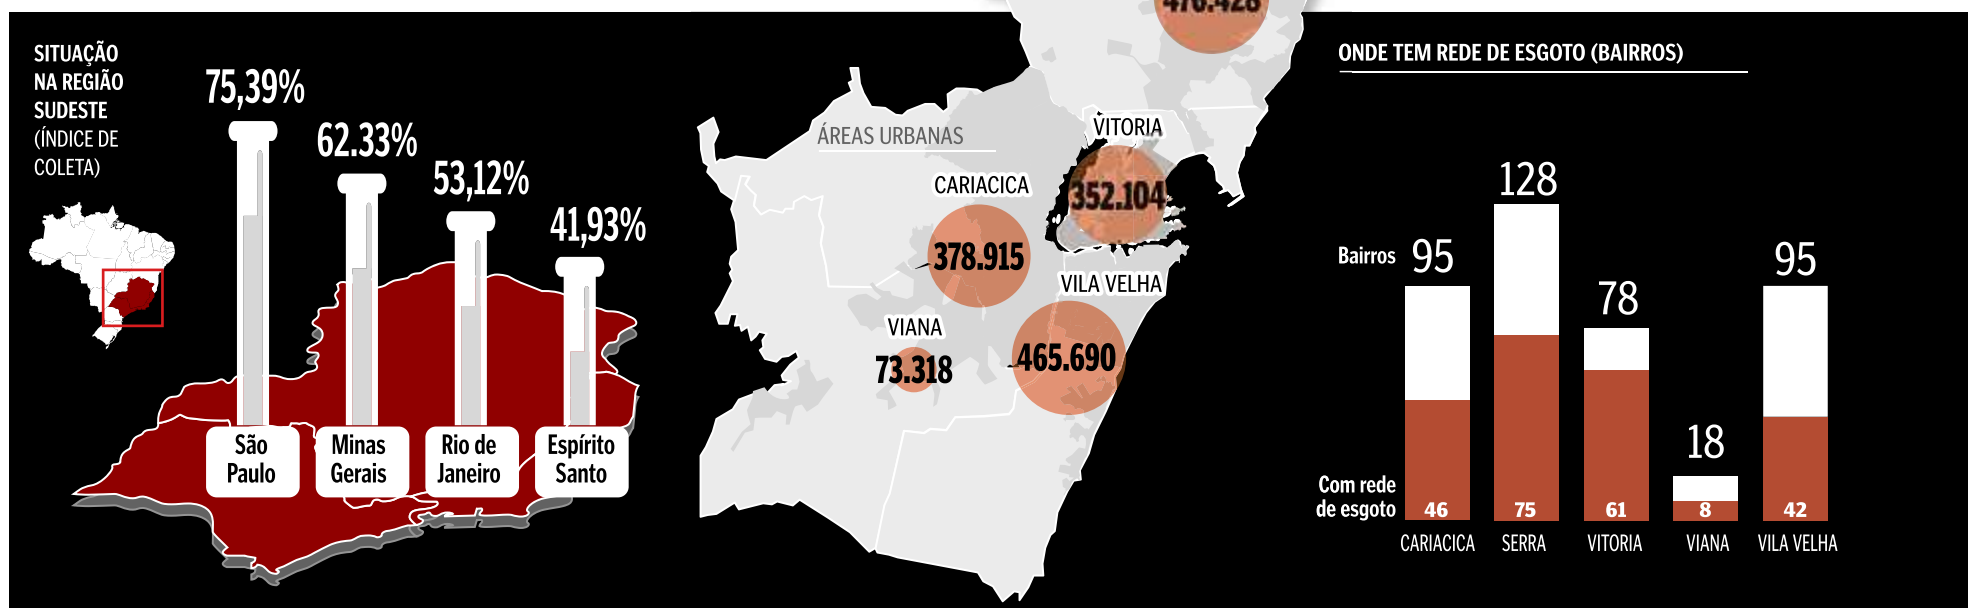 SITUAÇÃO
NA REGIÃO
SUDESTE
(ÍNDICE DE
COLETA)
75,39%
62.33%
53,12%
41,93%
São
Paulo
Minas
Gerais
Rio de
Janeiro
Espírito
Santo
476.428
ÁREAS URBANAS
VITORIA
352.104
CARIACICA
378.915
VILA VELHA
465.690
VIANA
73.318
ONDE TEM REDE DE ESGOTO (BAIRROS)
Bairros
95
128
78
18
95
Com rede
de esgoto
46
75
61
8
42
CARIACICA
SERRA
VITORIA
VIANA
VILA VELHA